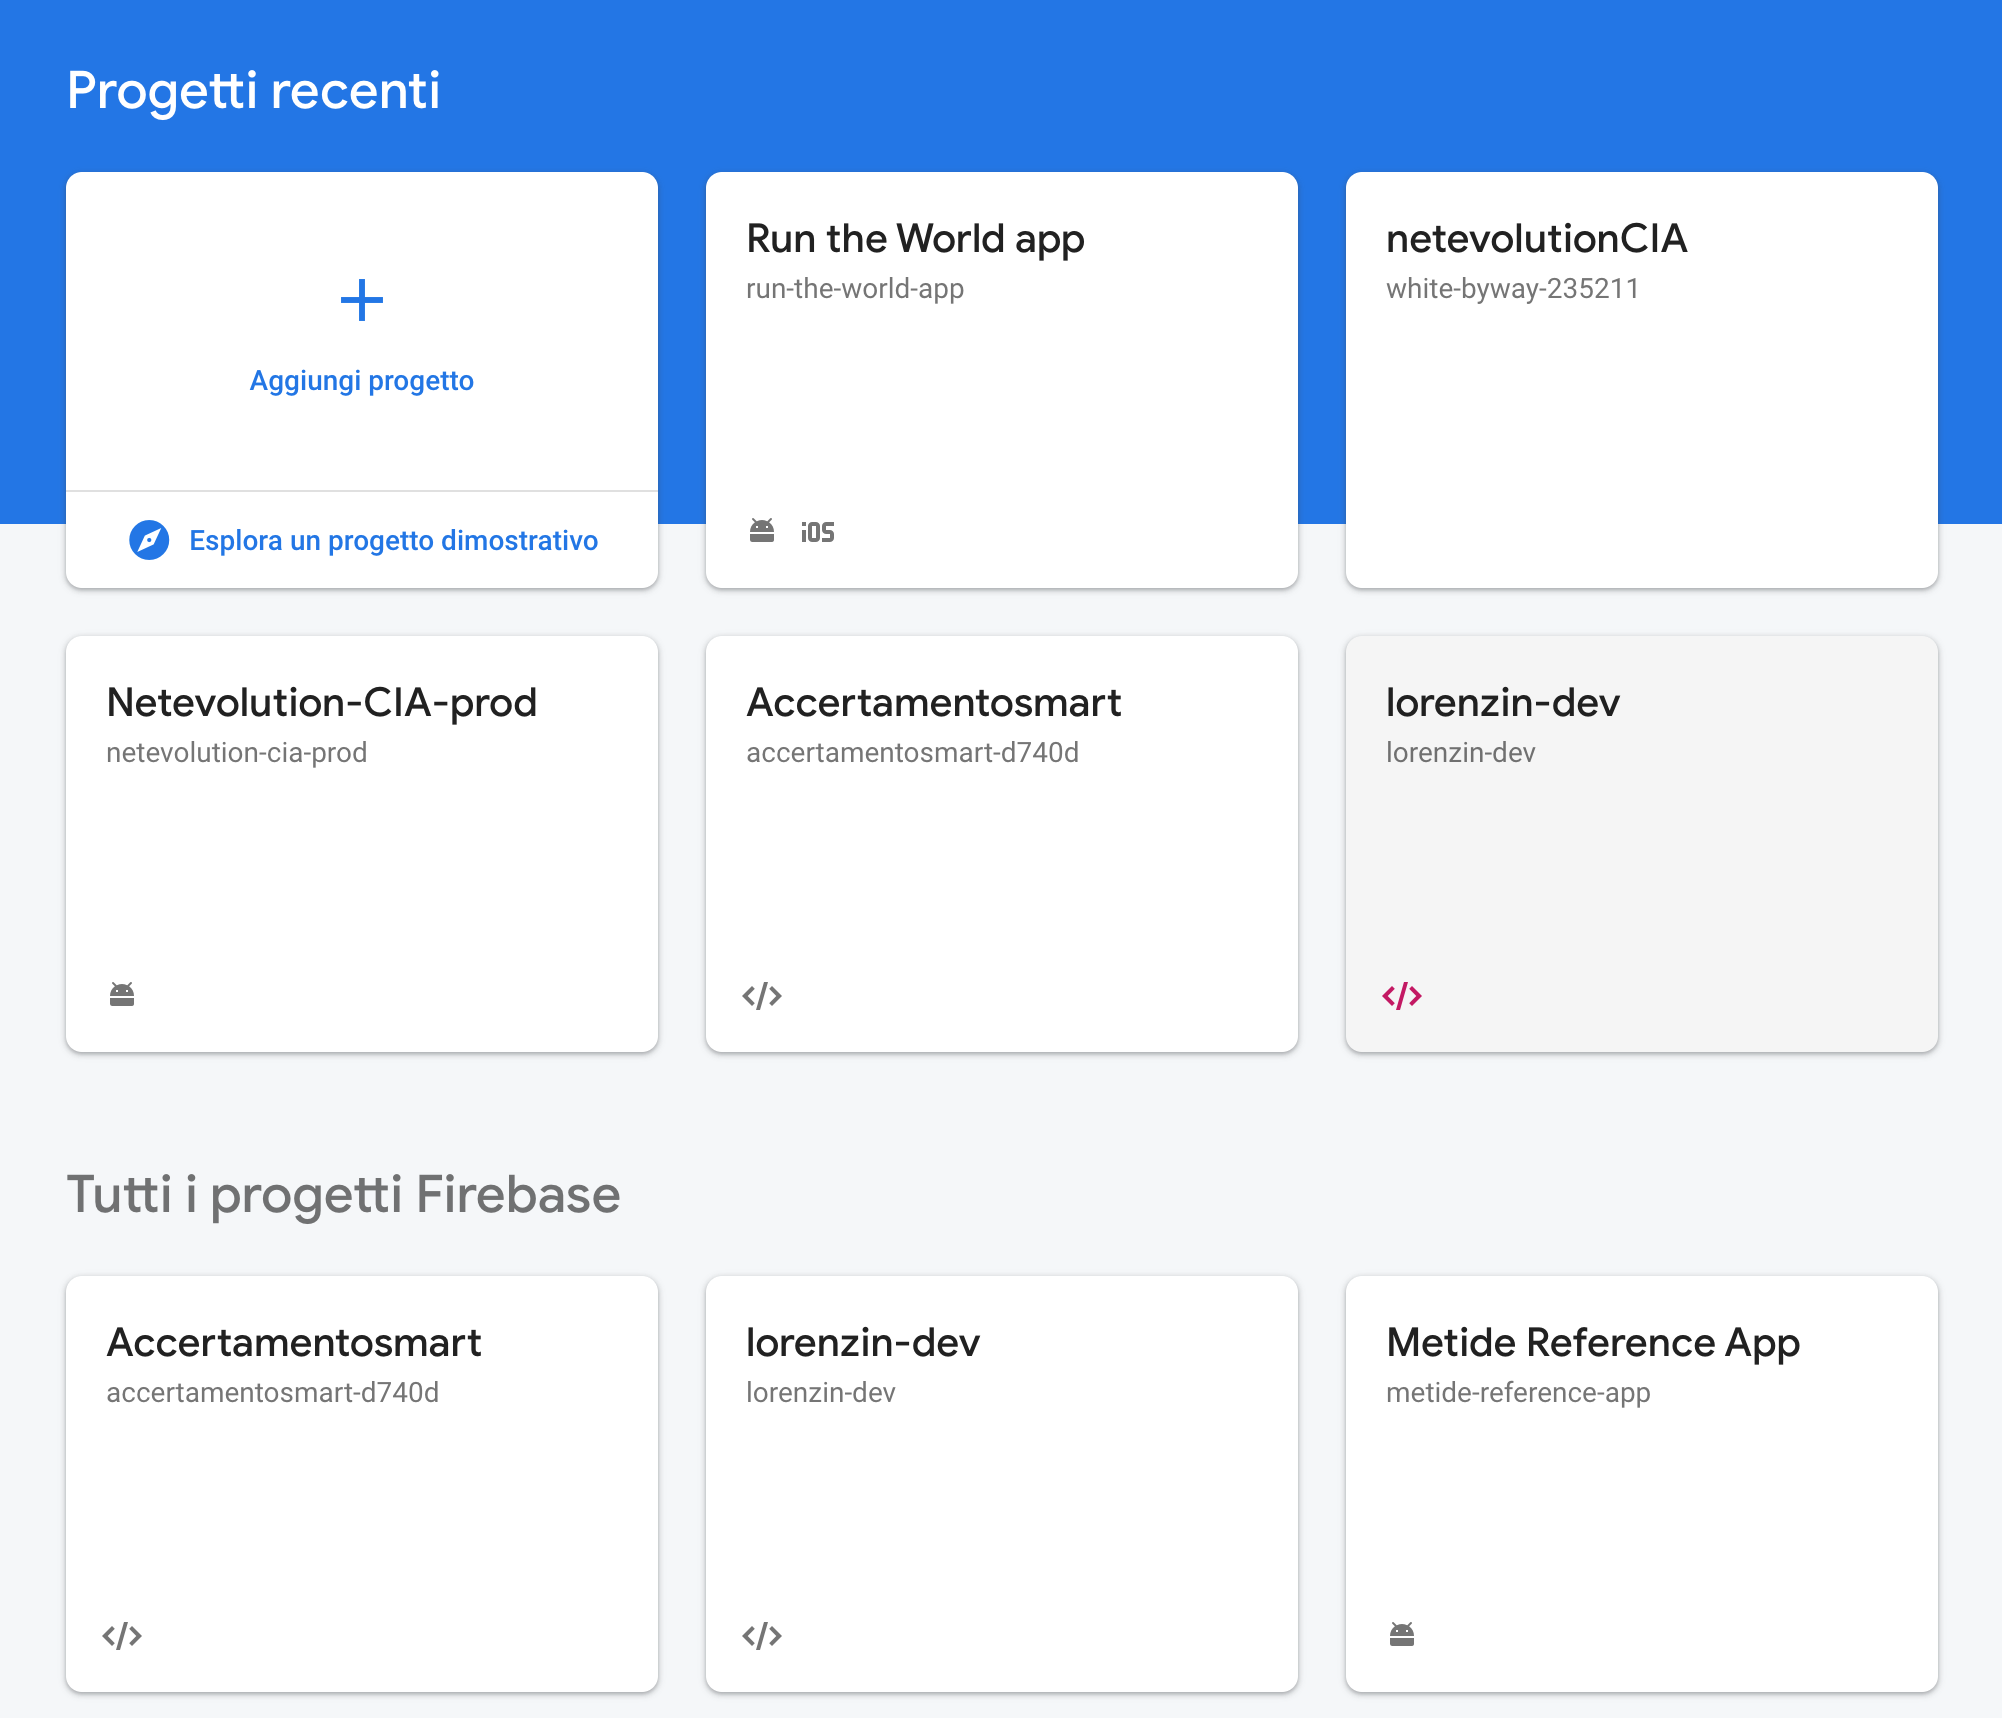 Progetti recenti
Aggiungi progetto
Esplora un progetto dimostrativo
Run the World app
run-the-world-app
iOS
netevolutionCIA
white-byway-235211
Netevolution-CIA-prod
netevolution-cia-prod
Accertamentosmart
accertamentosmart-d740d
lorenzin-dev
lorenzin-dev
Tutti i progetti Firebase
Accertamentosmart
accertamentosmart-d740d
lorenzin-dev
lorenzin-dev
Metide Reference App
metide-reference-app